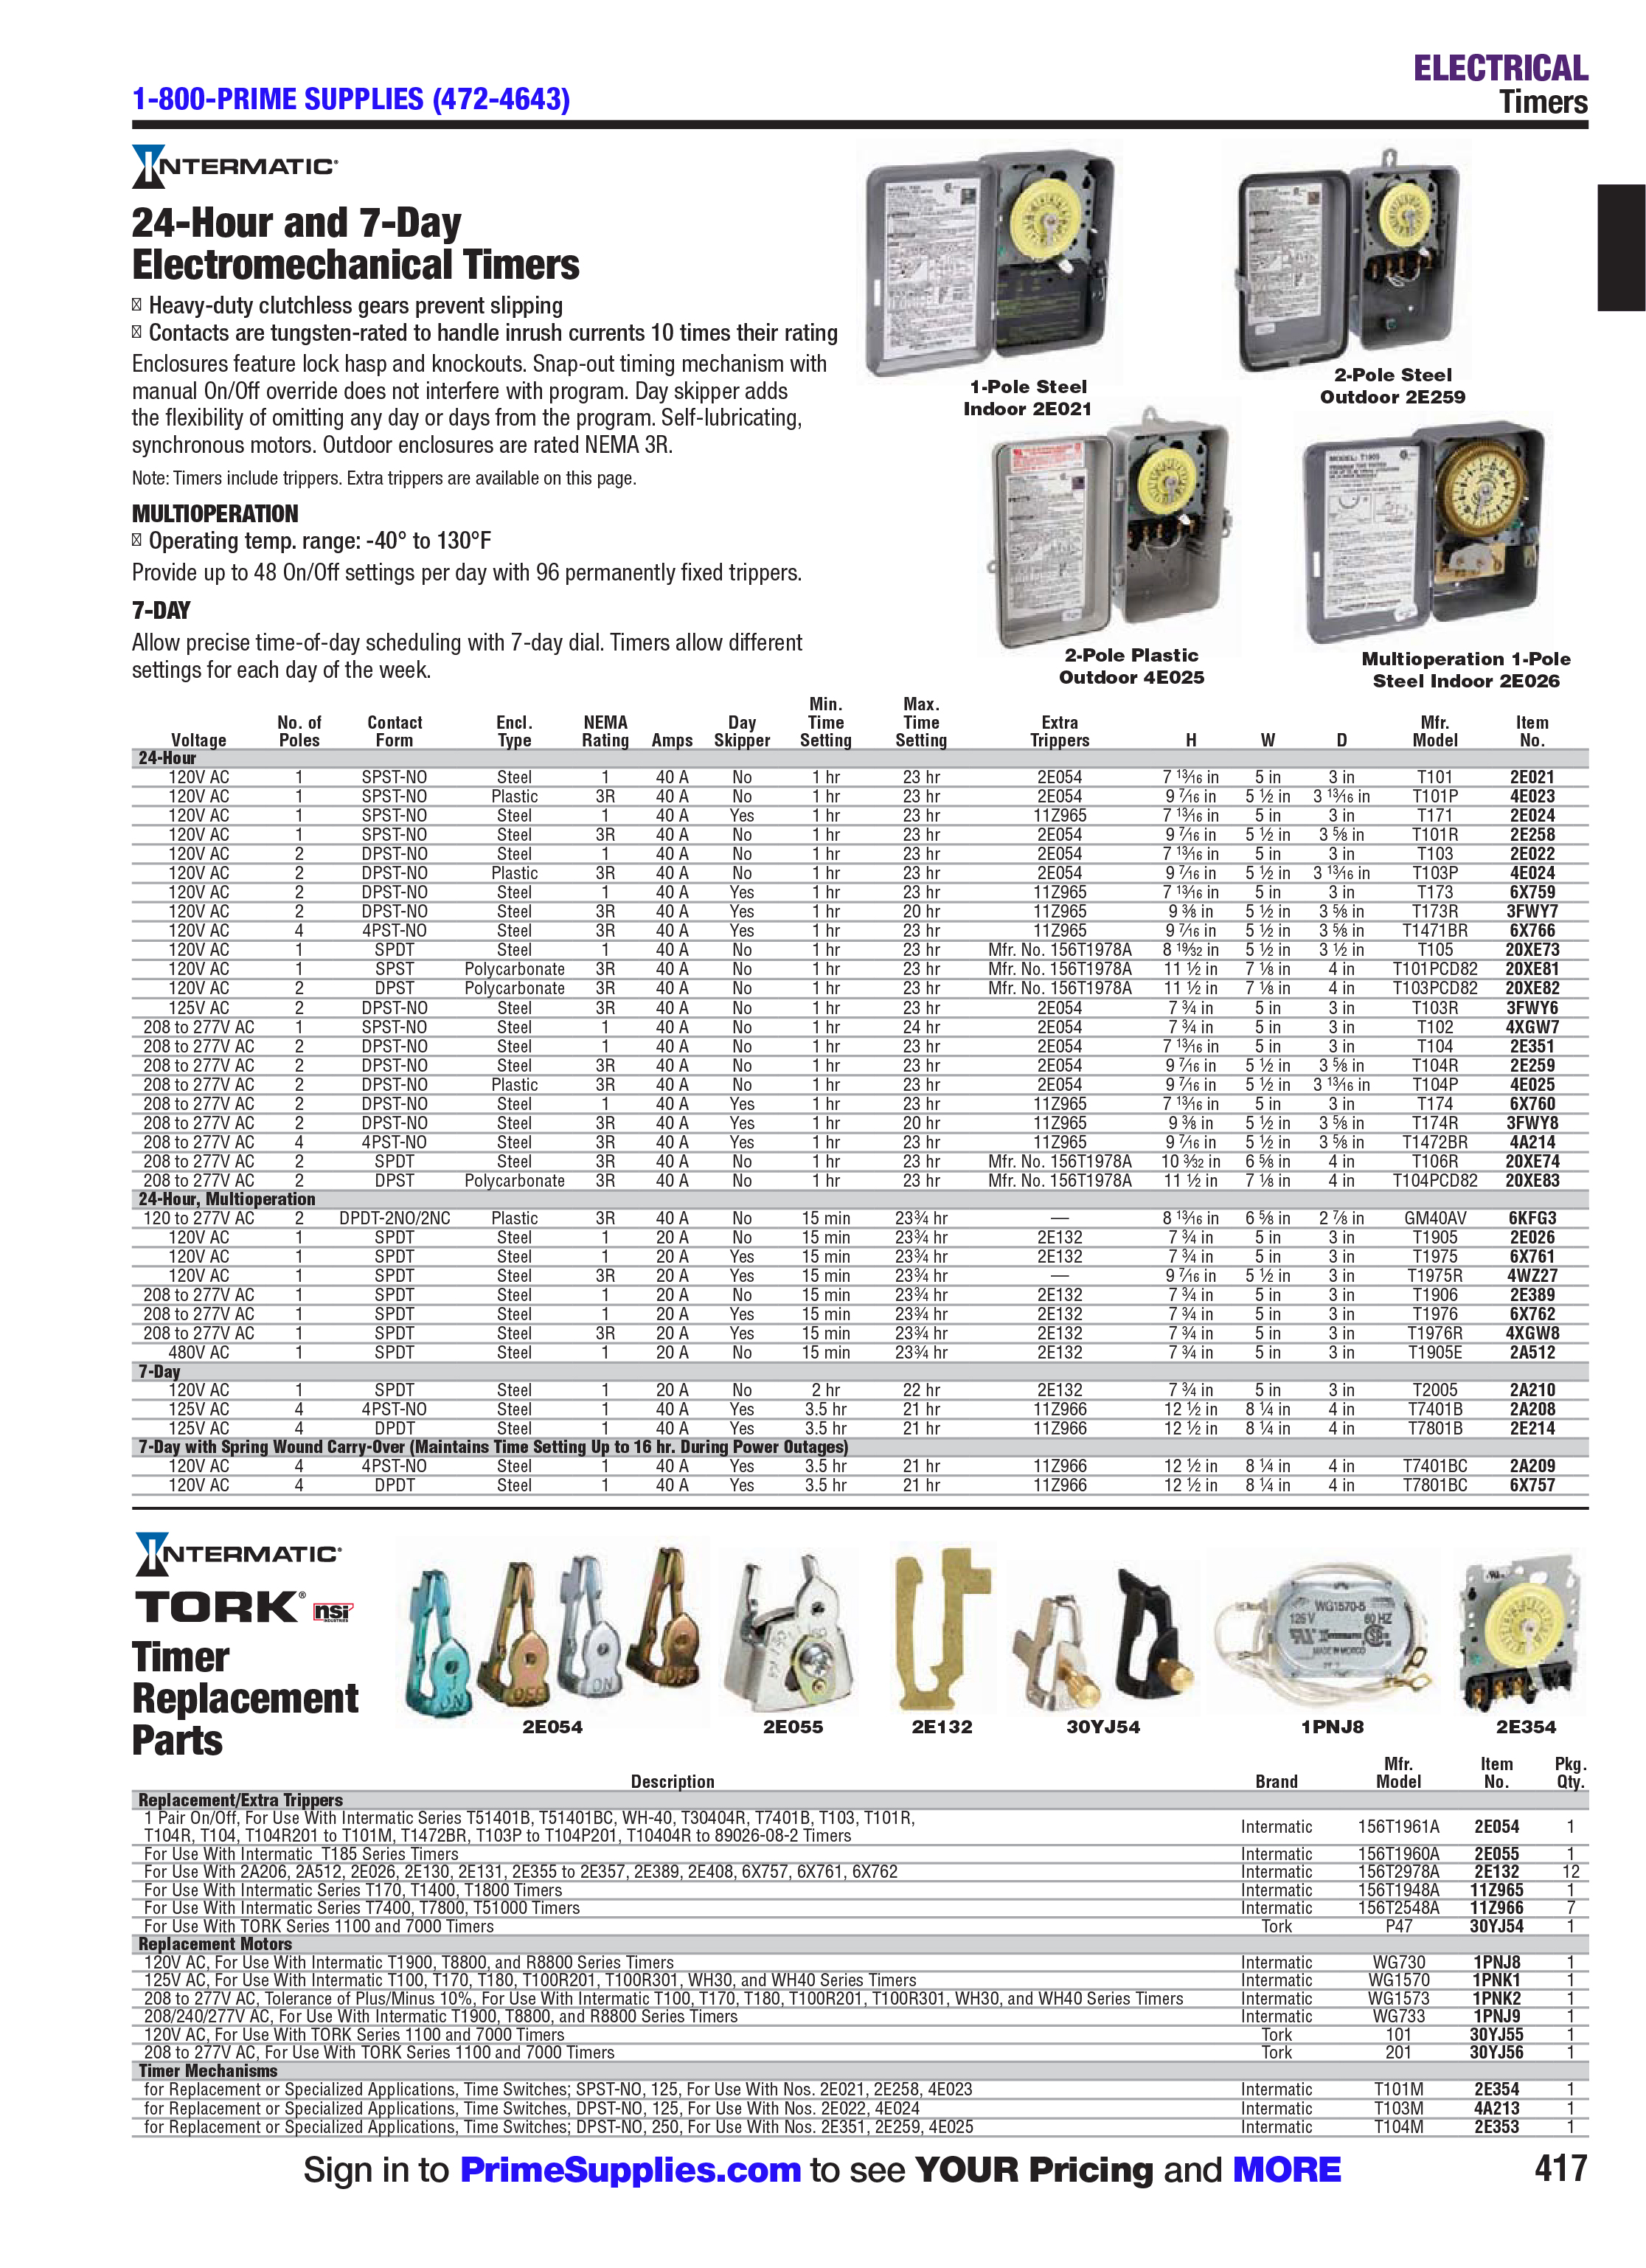 ELECTRICAL
1-800-PRIME SUPPLIES (472-4643)
Timers
INTERMATIC®
24-Hour and 7-Day
Electromechanical Timers
Heavy-duty clutchless gears prevent slipping
Contacts are tungsten-rated to handle inrush currents 10 times their rating
Enclosures feature lock hasp and knockouts. Snap-out timing mechanism with
manual On/Off override does not interfere with program. Day skipper adds
the flexibility of omitting any day or days from the program. Self-lubricating,
synchronous motors. Outdoor enclosures are rated NEMA 3R.
Note: Timers include trippers. Extra trippers are available on this page.
MULTIOPERATION
Operating temp. range: -40° to 130°F
Provide up to 48 On/Off settings per day with 96 permanently fixed trippers.
7-DAY
Allow precise time-of-day scheduling with 7-day dial. Timers allow different
settings for each day of the week.
1-Pole Steel
Indoor 2E021
2-Pole Steel
Outdoor 2E259
2-Pole Plastic
Outdoor 4E025
MODEL: T1905
Multioperation 1-Pole
Steel Indoor 2E026
Min. Max.
No. of Contact Encl. NEMA Day Time Time Extra Mfr. Item
Voltage Poles Form Type Rating Amps Skipper Setting Setting Trippers H W D Model No.
24-Hour
120V AC 1 SPST-NO Steel 1 40 A No 1 hr 23 hr 2E054 7 13⁄16 in 5 in 3 in T101 2E021
120V AC 1 SPST-NO Plastic 3R 40 A No 1 hr 23 hr 2E054 9 7⁄16 in 5 ½ in 3 13⁄16 in T101P 4E023
120V AC 1 SPST-NO Steel 1 40 A Yes 1 hr 23 hr 11Z965 7 13⁄16 in 5 in 3 in T171 2E024
120V AC 1 SPST-NO Steel 3R 40 A No 1 hr 23 hr 2E054 9 7⁄16 in 5 ½ in 3 ⅝ in T101R 2E258
120V AC 2 DPST-NO Steel 1 40 A No 1 hr 23 hr 2E054 7 13⁄16 in 5 in 3 in T103 2E022
120V AC 2 DPST-NO Plastic 3R 40 A No 1 hr 23 hr 2E054 9 7⁄16 in 5 ½ in 3 13⁄16 in T103P 4E024
120V AC 2 DPST-NO Steel 1 40 A Yes 1 hr 23 hr 11Z965 7 13⁄16 in 5 in 3 in T173 6X759
120V AC 2 DPST-NO Steel 3R 40 A Yes 1 hr 20 hr 11Z965 9 ⅜ in 5 ½ in 3 ⅝ in T173R 3FWY7
120V AC 4 4PST-NO Steel 3R 40 A Yes 1 hr 23 hr 11Z965 9 7⁄16 in 5 ½ in 3 ⅝ in T1471BR 6X766
120V AC 1 SPDT Steel 1 40 A No 1 hr 23 hr Mfr. No. 156T1978A 8 19⁄32 in 5 ½ in 3 ½ in T105 20XE73
120V AC 1 SPST Polycarbonate 3R 40 A No 1 hr 23 hr Mfr. No. 156T1978A 11 ½ in 7 ⅛ in 4 in T101PCD82 20XE81
120V AC 2 DPST Polycarbonate 3R 40 A No 1 hr 23 hr Mfr. No. 156T1978A 11 ½ in 7 ⅛ in 4 in T103PCD82 20XE82
125V AC 2 DPST-NO Steel 3R 40 A No 1 hr 23 hr 2E054 7 ¾ in 5 in 3 in T103R 3FWY6
208 to 277V AC 1 SPST-NO Steel 1 40 A No 1 hr 24 hr 2E054 7 ¾ in 5 in 3 in T102 4XGW7
208 to 277V AC 2 DPST-NO Steel 1 40 A No 1 hr 23 hr 2E054 7 13⁄16 in 5 in 3 in T104 2E351
208 to 277V AC 2 DPST-NO Steel 3R 40 A No 1 hr 23 hr 2E054 9 7⁄16 in 5 ½ in 3 ⅝ in T104R 2E259
208 to 277V AC 2 DPST-NO Plastic 3R 40 A No 1 hr 23 hr 2E054 9 7⁄16 in 5 ½ in 3 13⁄16 in T104P 4E025
208 to 277V AC 2 DPST-NO Steel 1 40 A Yes 1 hr 23 hr 11Z965 7 13⁄16 in 5 in 3 in T174 6X760
208 to 277V AC 2 DPST-NO Steel 3R 40 A Yes 1 hr 20 hr 11Z965 9 ⅜ in 5 ½ in 3 ⅝ in T174R 3FWY8
208 to 277V AC 4 4PST-NO Steel 3R 40 A Yes 1 hr 23 hr 11Z965 9 7⁄16 in 5 ½ in 3 ⅝ in T1472BR 4A214
208 to 277V AC 2 SPDT Steel 3R 40 A No 1 hr 23 hr Mfr. No. 156T1978A 10 3⁄32 in 6 ⅝ in 4 in T106R 20XE74
208 to 277V AC 2 DPST Polycarbonate 3R 40 A No 1 hr 23 hr Mfr. No. 156T1978A 11 ½ in 7 ⅛ in 4 in T104PCD82 20XE83
24-Hour, Multioperation
120 to 277V AC 2 DPDT-2NO/2NC Plastic 3R 40 A No 15 min 23¾ hr — 8 13⁄16 in 6 ⅝ in 2 ⅞ in GM40AV 6KFG3
120V AC 1 SPDT Steel 1 20 A No 15 min 23¾ hr 2E132 7 ¾ in 5 in 3 in T1905 2E026
120V AC 1 SPDT Steel 1 20 A Yes 15 min 23¾ hr 2E132 7 ¾ in 5 in 3 in T1975 6X761
120V AC 1 SPDT Steel 3R 20 A Yes 15 min 23¾ hr — 9 7⁄16 in 5 ½ in 3 in T1975R 4WZ27
208 to 277V AC 1 SPDT Steel 1 20 A No 15 min 23¾ hr 2E132 7 ¾ in 5 in 3 in T1906 2E389
208 to 277V AC 1 SPDT Steel 1 20 A Yes 15 min 23¾ hr 2E132 7 ¾ in 5 in 3 in T1976 6X762
208 to 277V AC 1 SPDT Steel 3R 20 A Yes 15 min 23¾ hr 2E132 7 ¾ in 5 in 3 in T1976R 4XGW8
480V AC 1 SPDT Steel 1 20 A No 15 min 23¾ hr 2E132 7 ¾ in 5 in 3 in T1905E 2A512
7-Day
120V AC 1 SPDT Steel 1 20 A No 2 hr 22 hr 2E132 7 ¾ in 5 in 3 in T2005 2A210
125V AC 4 4PST-NO Steel 1 40 A Yes 3.5 hr 21 hr 11Z966 12 ½ in 8 ¼ in 4 in T7401B 2A208
125V AC 4 DPDT Steel 1 40 A Yes 3.5 hr 21 hr 11Z966 12 ½ in 8 ¼ in 4 in T7801B 2E214
7-Day with Spring Wound Carry-Over (Maintains Time Setting Up to 16 hr. During Power Outages)
120V AC 4 4PST-NO Steel 1 40 A Yes 3.5 hr 21 hr 11Z966 12 ½ in 8 ¼ in 4 in T7401BC 2A209
120V AC 4 DPDT Steel 1 40 A Yes 3.5 hr 21 hr 11Z966 12 ½ in 8 ¼ in 4 in T7801BC 6X757
INTERMATIC®
TORK® nsi INDUSTRIES
Timer
Replacement
Parts
ON OFF ON OFF
WG1570-5
125 V 60 HZ
MADE IN MEXICO
2E054 2E055 2E132 30YJ54 1PNJ8 2E354
Mfr. Item Pkg.
Description Brand Model No. Qty.
Replacement/Extra Trippers
1 Pair On/Off, For Use With Intermatic Series T51401B, T51401BC, WH-40, T30404R, T7401B, T103, T101R,
T104R, T104, T104R201 to T101M, T1472BR, T103P to T104P201, T10404R to 89026-08-2 Timers Intermatic 156T1961A 2E054 1
For Use With Intermatic T185 Series Timers Intermatic 156T1960A 2E055 1
For Use With 2A206, 2A512, 2E026, 2E130, 2E131, 2E355 to 2E357, 2E389, 2E408, 6X757, 6X761, 6X762 Intermatic 156T2978A 2E132 12
For Use With Intermatic Series T170, T1400, T1800 Timers Intermatic 156T1948A 11Z965 1
For Use With Intermatic Series T7400, T7800, T51000 Timers Intermatic 156T2548A 11Z966 7
For Use With TORK Series 1100 and 7000 Timers Tork P47 30YJ54 1
Replacement Motors
120V AC, For Use With Intermatic T1900, T8800, and R8800 Series Timers Intermatic WG730 1PNJ8 1
125V AC, For Use With Intermatic T100, T170, T180, T100R201, T100R301, WH30, and WH40 Series Timers Intermatic WG1570 1PNK1 1
208 to 277V AC, Tolerance of Plus/Minus 10%, For Use With Intermatic T100, T170, T180, T100R201, T100R301, WH30, and WH40 Series Timers Intermatic WG1573 1PNK2 1
208/240/277V AC, For Use With Intermatic T1900, T8800, and R8800 Series Timers Intermatic WG733 1PNJ9 1
120V AC, For Use With TORK Series 1100 and 7000 Timers Tork 101 30YJ55 1
208 to 277V AC, For Use With TORK Series 1100 and 7000 Timers Tork 201 30YJ56 1
Timer Mechanisms
for Replacement or Specialized Applications, Time Switches; SPST-NO, 125, For Use With Nos. 2E021, 2E258, 4E023 Intermatic T101M 2E354 1
for Replacement or Specialized Applications, Time Switches, DPST-NO, 125, For Use With Nos. 2E022, 4E024 Intermatic T103M 4A213 1
for Replacement or Specialized Applications, Time Switches; DPST-NO, 250, For Use With Nos. 2E351, 2E259, 4E025 Intermatic T104M 2E353 1
Sign in to PrimeSupplies.com to see YOUR Pricing and MORE
417